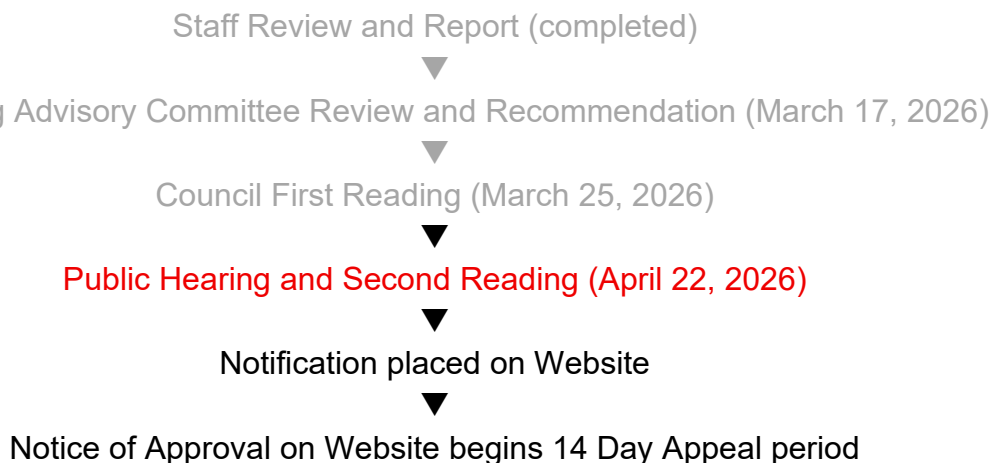 Staff Review and Report (completed)
Advisory Committee Review and Recommendation (March 17, 2026)
Council First Reading (March 25, 2026)
Public Hearing and Second Reading (April 22, 2026)
Notification placed on Website
Notice of Approval on Website begins 14 Day Appeal period